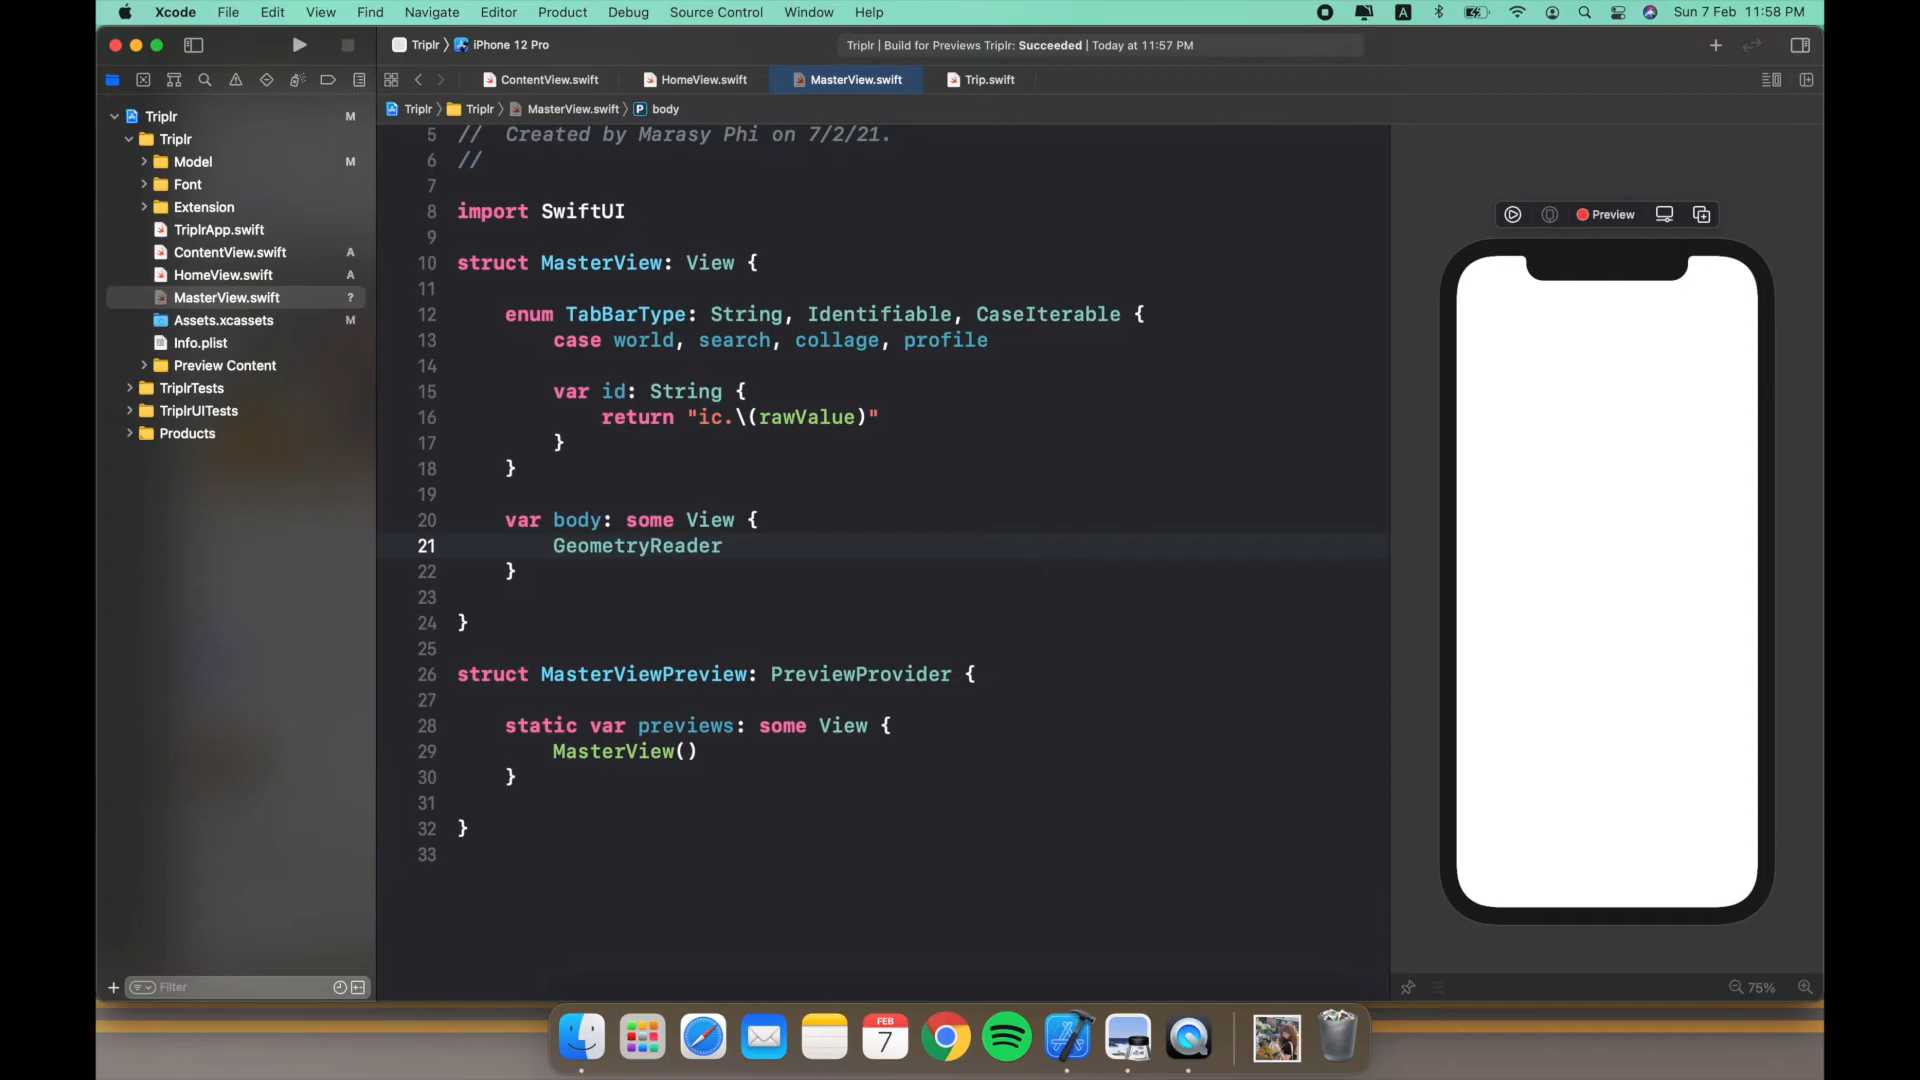 Xcode File Edit View Find Navigate Editor Product Debug Source Control Window Help A Sun 7 Feb 11:58 PM
Triplr iPhone 12 Pro Triplr | Build for Previews Triplr: Succeeded | Today at 11:57 PM
ContentView.swift HomeView.swift MasterView.swift Trip.swift
Triplr Triplr MasterView.swift P body
Triplr M
Triplr
Model M
Font
Extension
TriplrApp.swift
ContentView.swift A
HomeView.swift A
MasterView.swift ?
Assets.xcassets M
Info.plist
Preview Content
TriplrTests
TriplrUITests
Products
Filter
5 // Created by Marasy Phi on 7/2/21.
6 //
7
8 import SwiftUI
9
10 struct MasterView: View {
11
12 enum TabBarType: String, Identifiable, CaseIterable {
13 case world, search, collage, profile
14
15 var id: String {
16 return "ic.\(rawValue)"
17 }
18 }
19
20 var body: some View {
21 GeometryReader
22 }
23
24 }
25
26 struct MasterViewPreview: PreviewProvider {
27
28 static var previews: some View {
29 MasterView()
30 }
31
32 }
33
Preview
75%
FEB
7